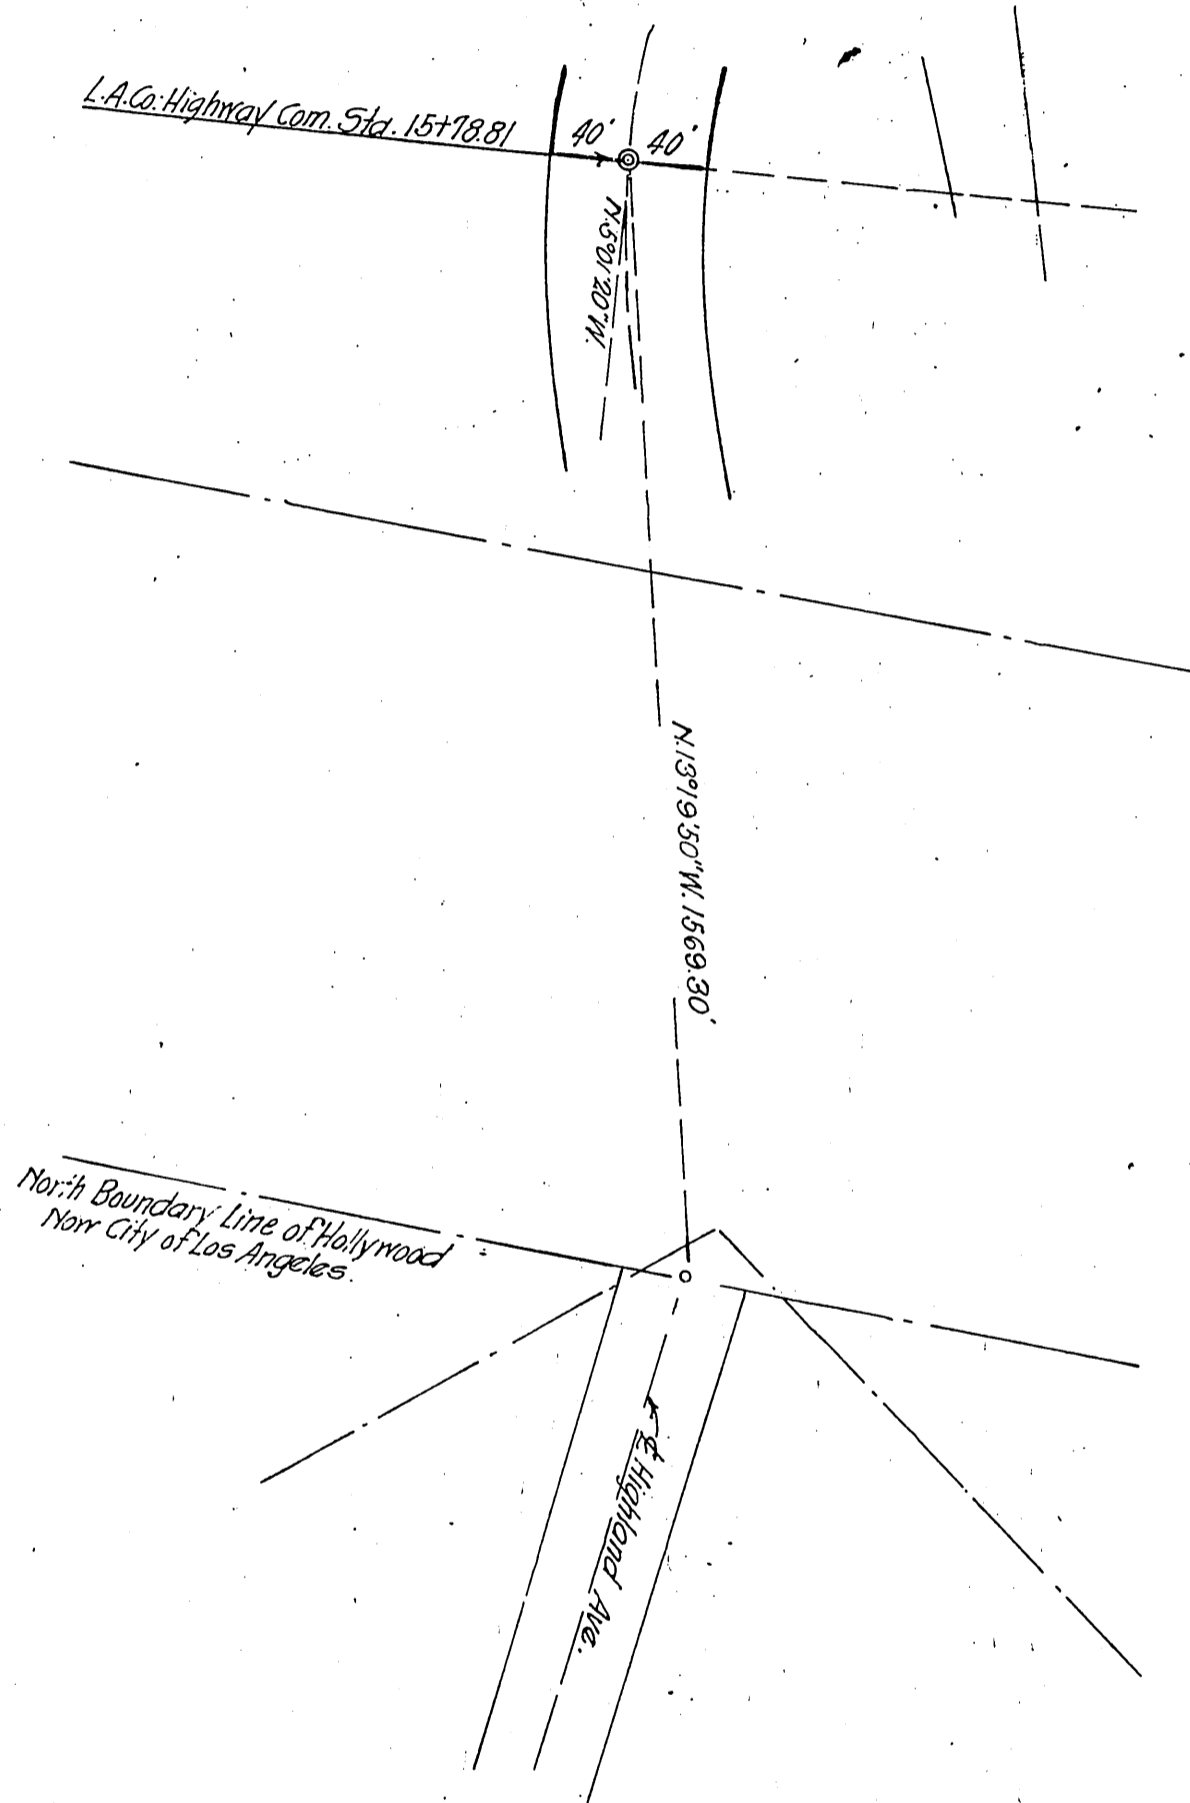 L.A.Co. Highway Com. Sta. 15+78.81
40'
40'
N.5°01'20"W.
N.13°19'50"W. 1569.30'
North Boundary Line of Hollywood
Now City of Los Angeles.
℄ Highland Ave.